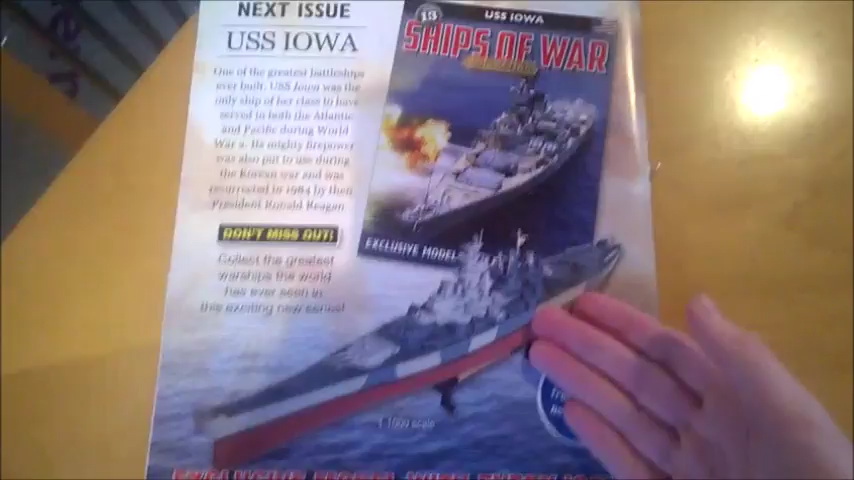 NEXT ISSUE
USS IOWA
One of the greatest battleships
ever built, USS Iowa was the
only ship of her class to have
served in both the Atlantic
and Pacific during World
War 2. Its mighty firepower
was also put to use during
the Korean war and was
resurrected in 1984 by then
President Ronald Reagan
DON'T MISS OUT!
Collect the greatest
warships the world
has ever seen in
this exciting new series!
13
USS IOWA
SHIPS OF WAR
EXCLUSIVE MODEL
1:1000 scale
EXCLUSIVE MODEL WITH EVERY